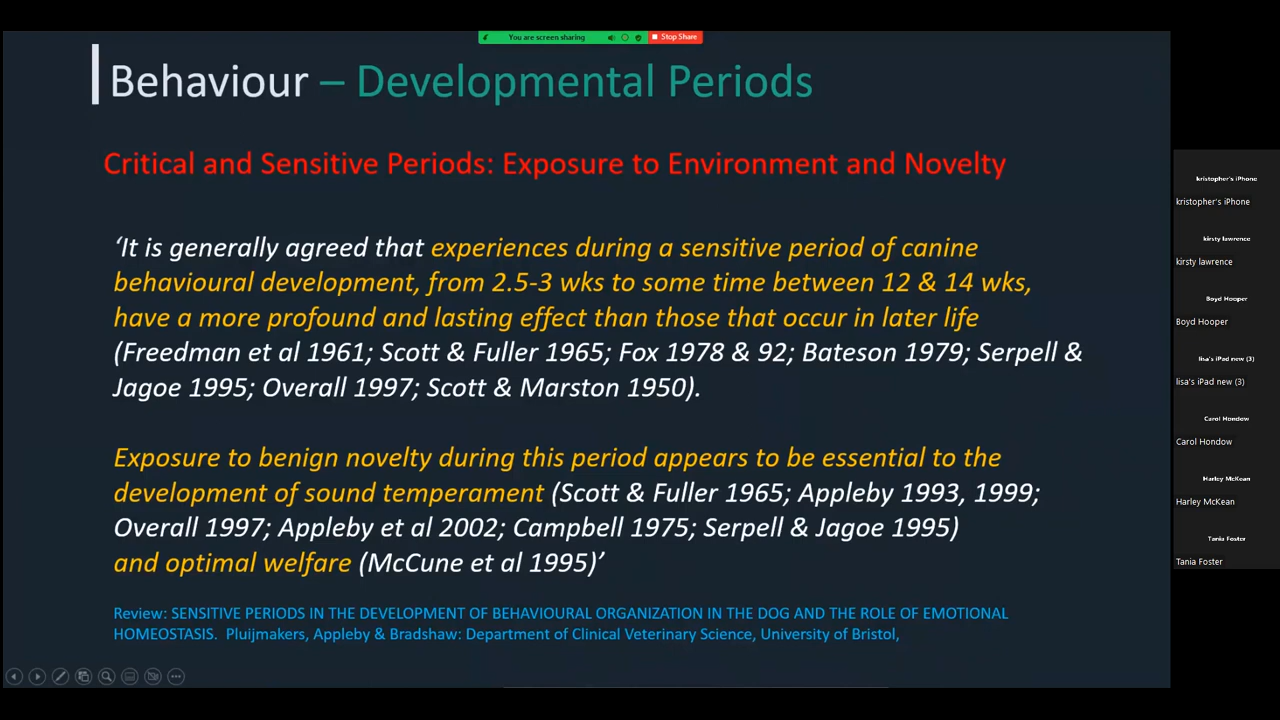 You are screen sharing
Stop Share
Behaviour – Developmental Periods
Critical and Sensitive Periods: Exposure to Environment and Novelty
‘It is generally agreed that experiences during a sensitive period of canine
behavioural development, from 2.5-3 wks to some time between 12 & 14 wks,
have a more profound and lasting effect than those that occur in later life
(Freedman et al 1961; Scott & Fuller 1965; Fox 1978 & 92; Bateson 1979; Serpell &
Jagoe 1995; Overall 1997; Scott & Marston 1950).
Exposure to benign novelty during this period appears to be essential to the
development of sound temperament (Scott & Fuller 1965; Appleby 1993, 1999;
Overall 1997; Appleby et al 2002; Campbell 1975; Serpell & Jagoe 1995)
and optimal welfare (McCune et al 1995)’
Review: SENSITIVE PERIODS IN THE DEVELOPMENT OF BEHAVIOURAL ORGANIZATION IN THE DOG AND THE ROLE OF EMOTIONAL
HOMEOSTASIS. Pluijmakers, Appleby & Bradshaw: Department of Clinical Veterinary Science, University of Bristol,
kristopher's iPhone
kristopher's iPhone
kirsty lawrence
kirsty lawrence
Boyd Hooper
Boyd Hooper
lisa's iPad new (3)
lisa's iPad new (3)
Carol Hondow
Carol Hondow
Harley McKean
Harley McKean
Tania Foster
Tania Foster